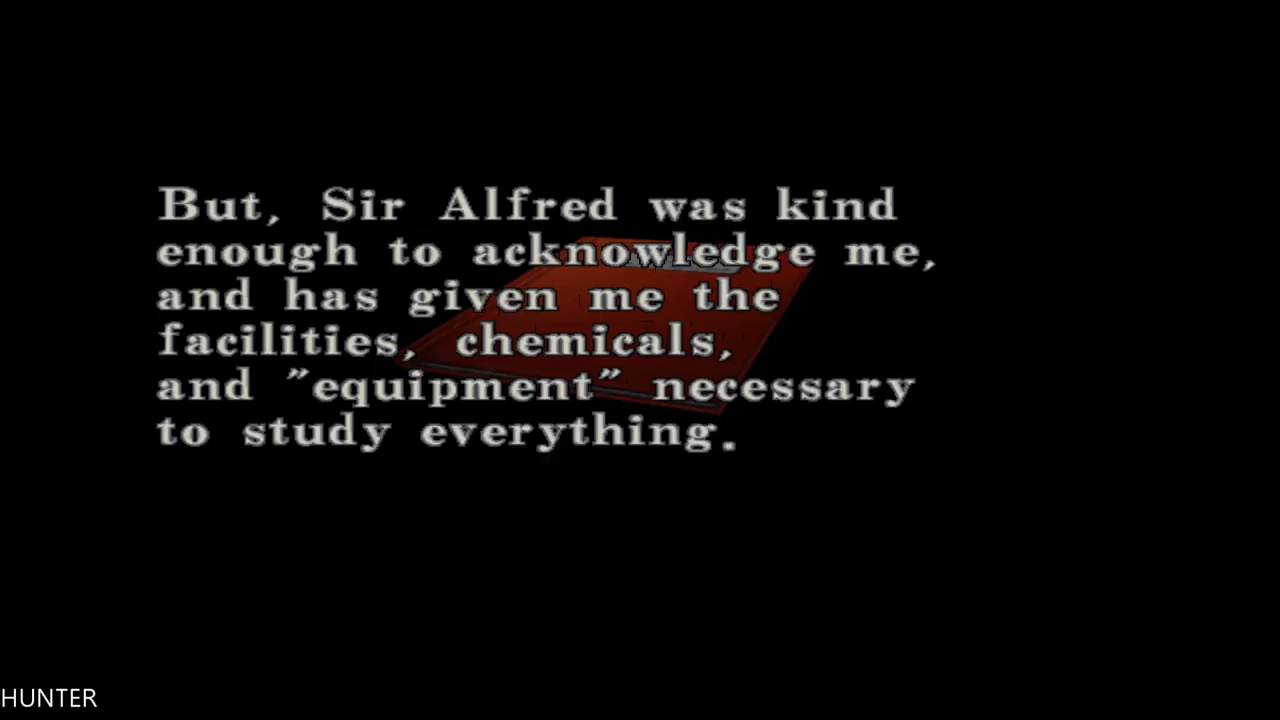 But, Sir Alfred was kind
enough to acknowledge me,
and has given me the
facilities, chemicals,
and "equipment" necessary
to study everything.
HUNTER